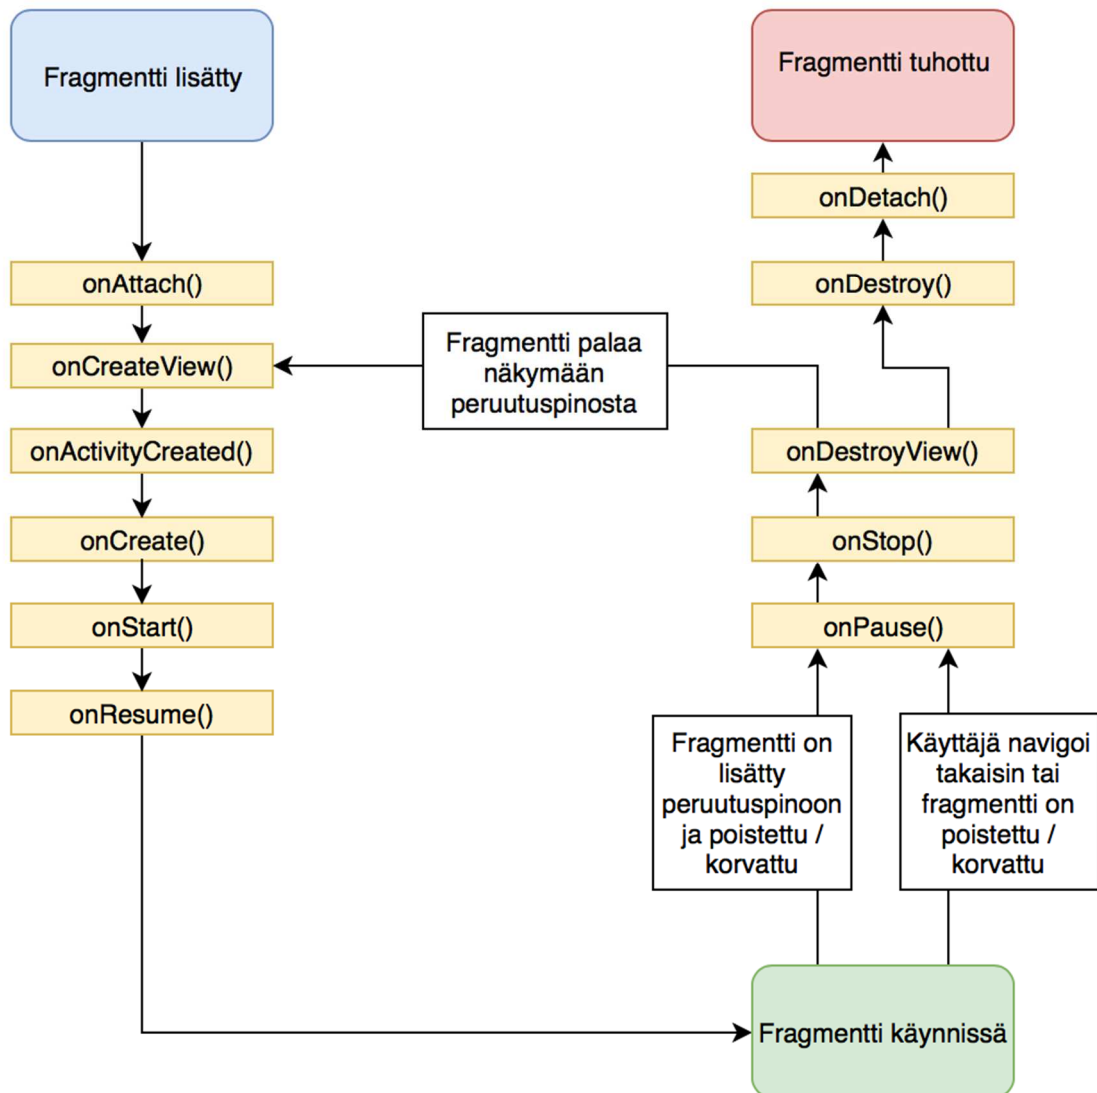 Fragmentti lisätty
onAttach()
onCreateView()
onActivityCreated()
onCreate()
onStart()
onResume()
Fragmentti palaa
näkymään
peruutuspinosta
Fragmentti tuhottu
onDetach()
onDestroy()
onDestroyView()
onStop()
onPause()
Fragmentti on
lisätty
peruutuspinoon
ja poistettu /
korvattu
Käyttäjä navigoi
takaisin tai
fragmentti on
poistettu /
korvattu
Fragmentti käynnissä